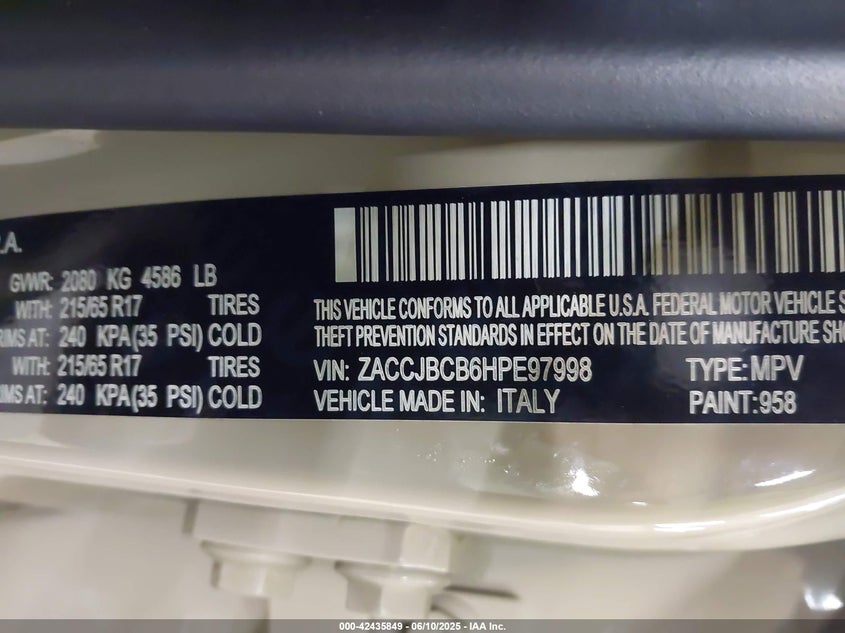 .A.
GVWR: 2080 KG 4586 LB
WITH: 215/65 R17 TIRES
RIMS AT: 240 KPA(35 PSI) COLD
WITH: 215/65 R17 TIRES
RIMS AT: 240 KPA(35 PSI) COLD
THIS VEHICLE CONFORMS TO ALL APPLICABLE U.S.A. FEDERAL MOTOR VEHICLE S
THEFT PREVENTION STANDARDS IN EFFECT ON THE DATE OF MANUFACTURE SHO
VIN: ZACCJBCB6HPE97998 TYPE: MPV
VEHICLE MADE IN: ITALY PAINT:958
000-42435849 - 06/10/2025 - IAA Inc.